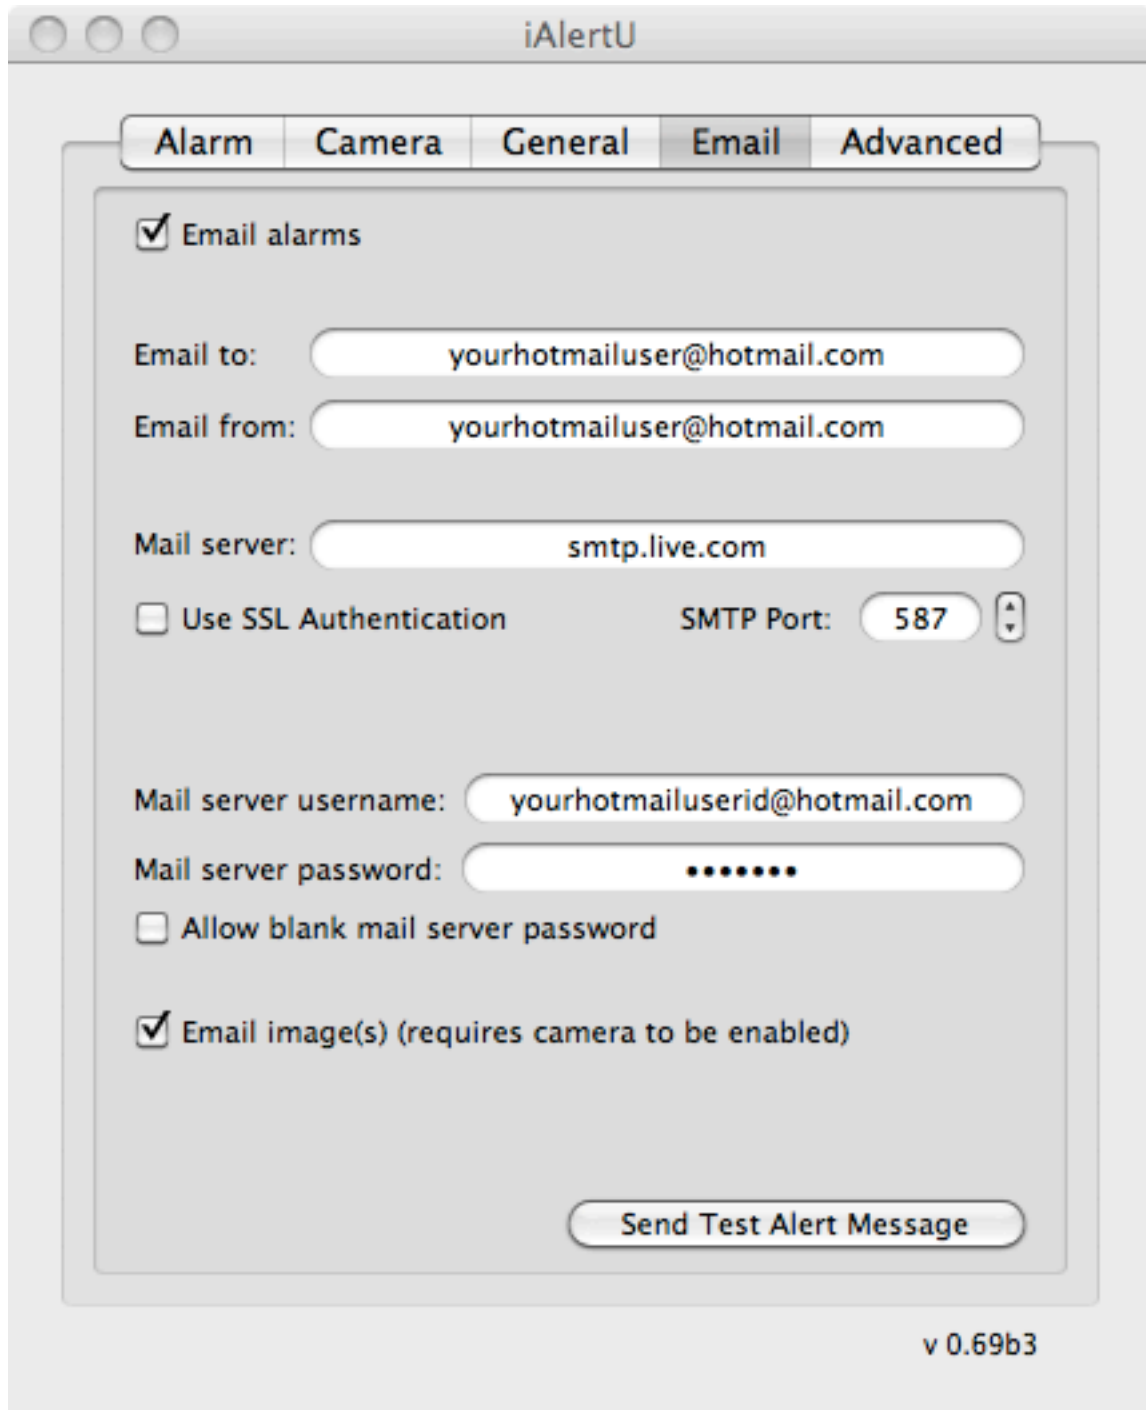 iAlertU
Alarm Camera General Email Advanced
Email alarms
Email to: yourhotmailuser@hotmail.com
Email from: yourhotmailuser@hotmail.com
Mail server: smtp.live.com
Use SSL Authentication SMTP Port: 587
Mail server username: yourhotmailuserid@hotmail.com
Mail server password: •••••••
Allow blank mail server password
Email image(s) (requires camera to be enabled)
Send Test Alert Message
v 0.69b3